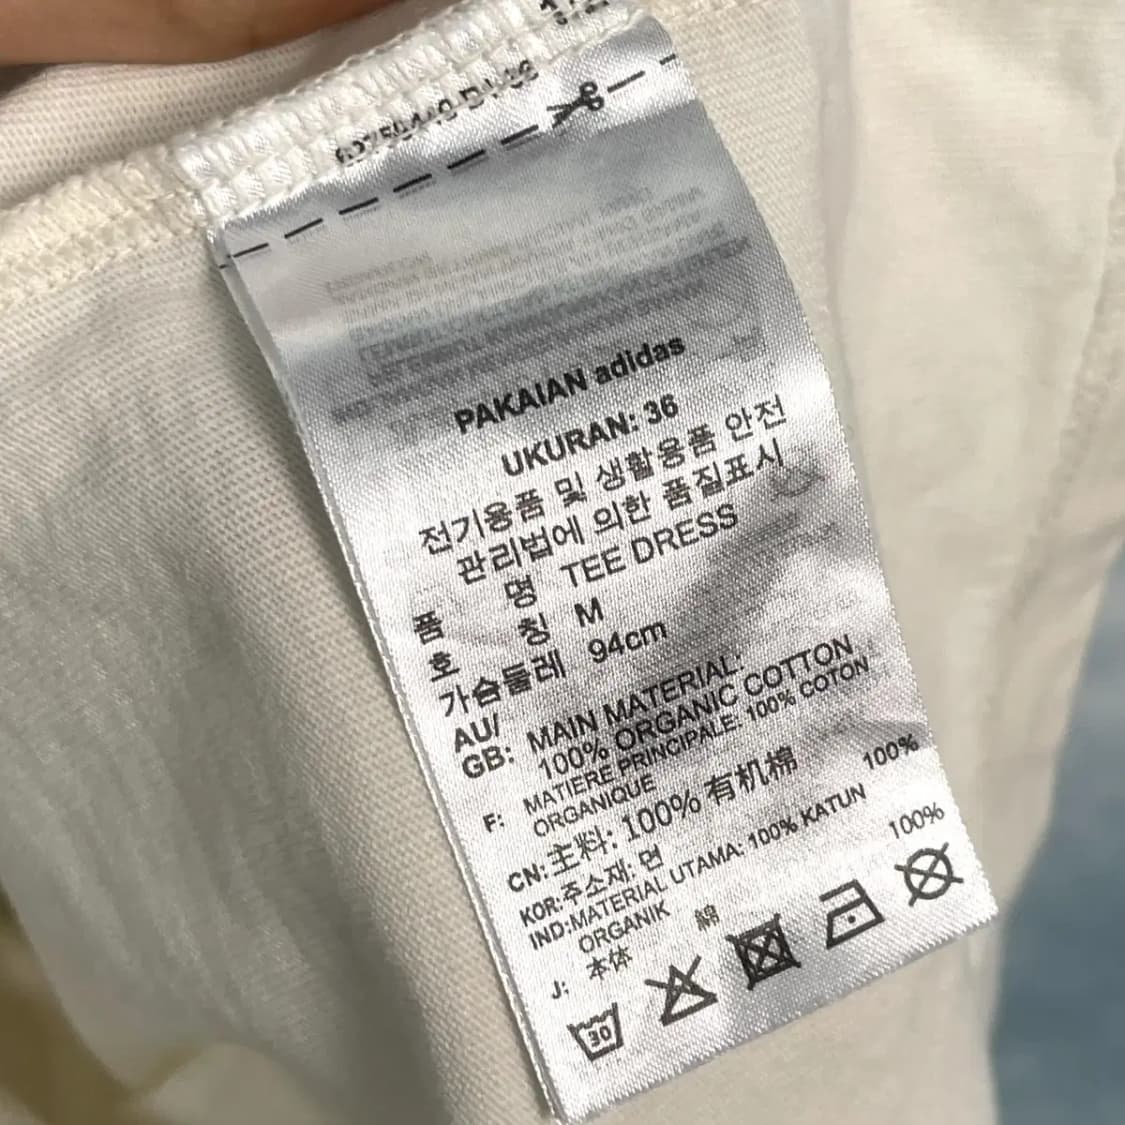 PAKAIAN adidas
UKURAN: 36
전기용품 및 생활용품 안전
관리법에 의한 품질표시
품 명 TEE DRESS
호 칭 M
가슴둘레 94cm
AU/
GB: MAIN MATERIAL:
100% ORGANIC COTTON
F: MATIERE PRINCIPALE: 100% COTON
ORGANIQUE
CN: 主料: 100% 有机棉
KOR: 주소재: 면 100%
IND: MATERIAL UTAMA: 100% KATUN
ORGANIK
J: 本体 綿 100%
30